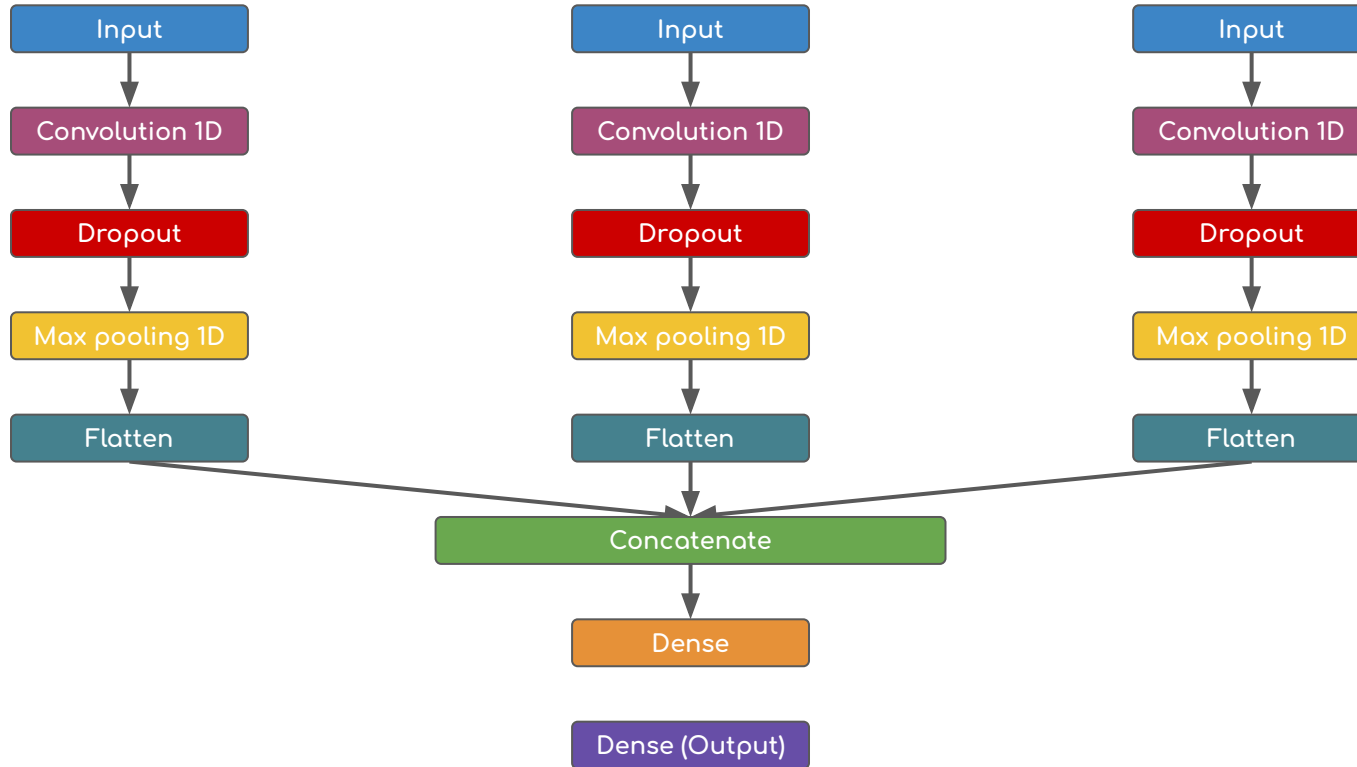 Input
Input
Input
Convolution 1D
Convolution 1D
Convolution 1D
Dropout
Dropout
Dropout
Max pooling 1D
Max pooling 1D
Max pooling 1D
Flatten
Flatten
Flatten
Concatenate
Dense
Dense (Output)